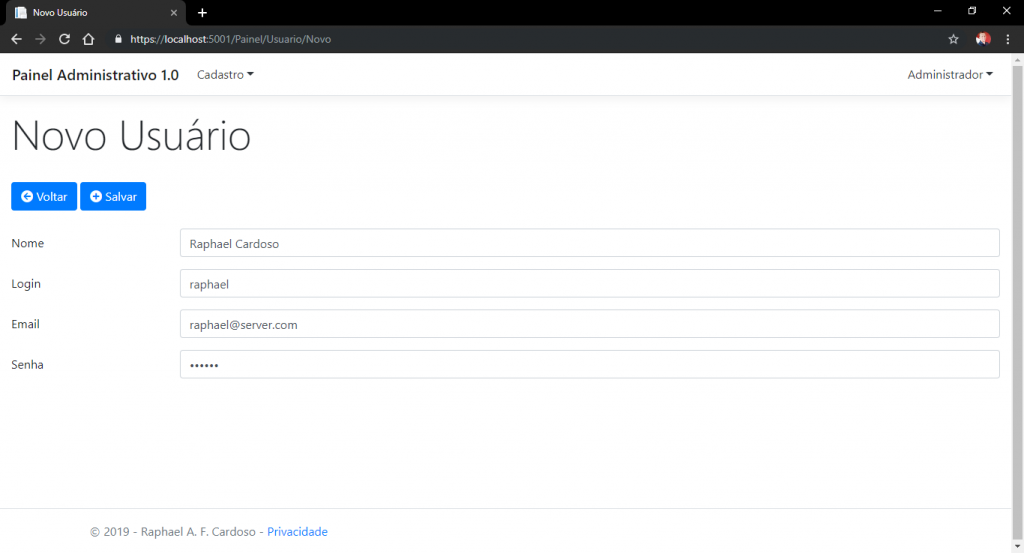 Novo Usuário
https://localhost:5001/Painel/Usuario/Novo
Painel Administrativo 1.0 Cadastro Administrador
Novo Usuário
Voltar Salvar
Nome Raphael Cardoso
Login raphael
Email raphael@server.com
Senha ••••••
© 2019 - Raphael A. F. Cardoso - Privacidade